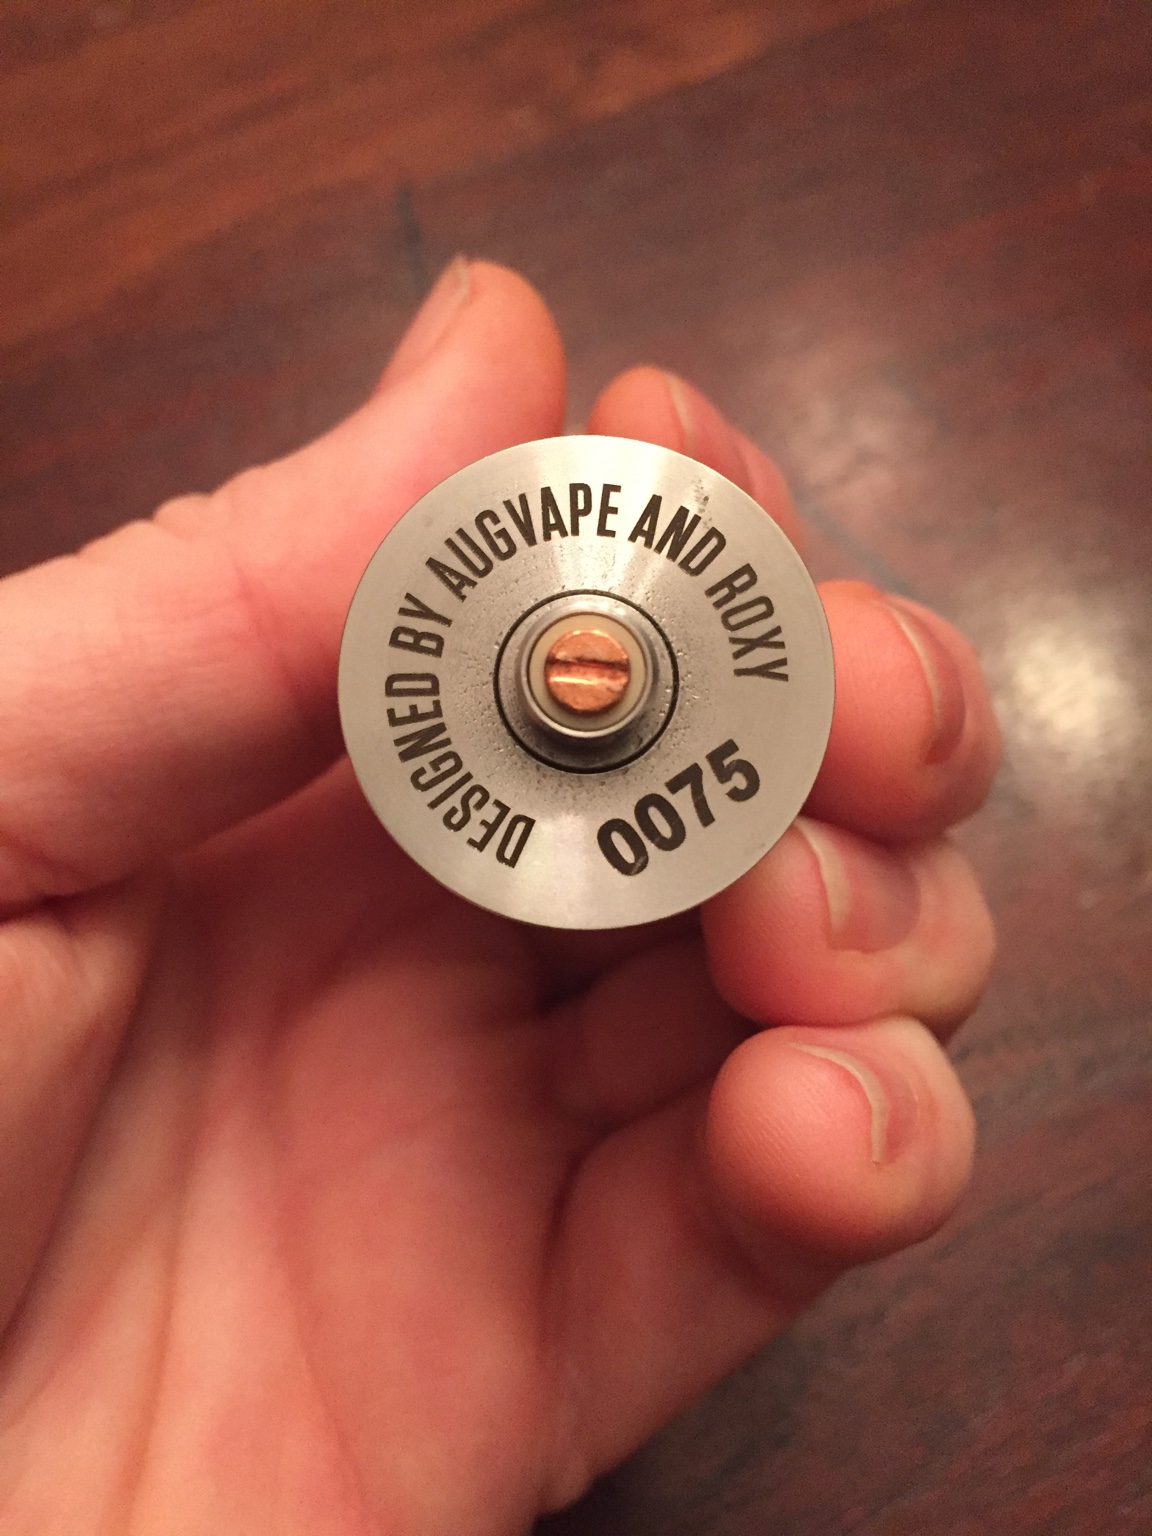 DESIGNED BY AUGVAPE AND ROXY
0075